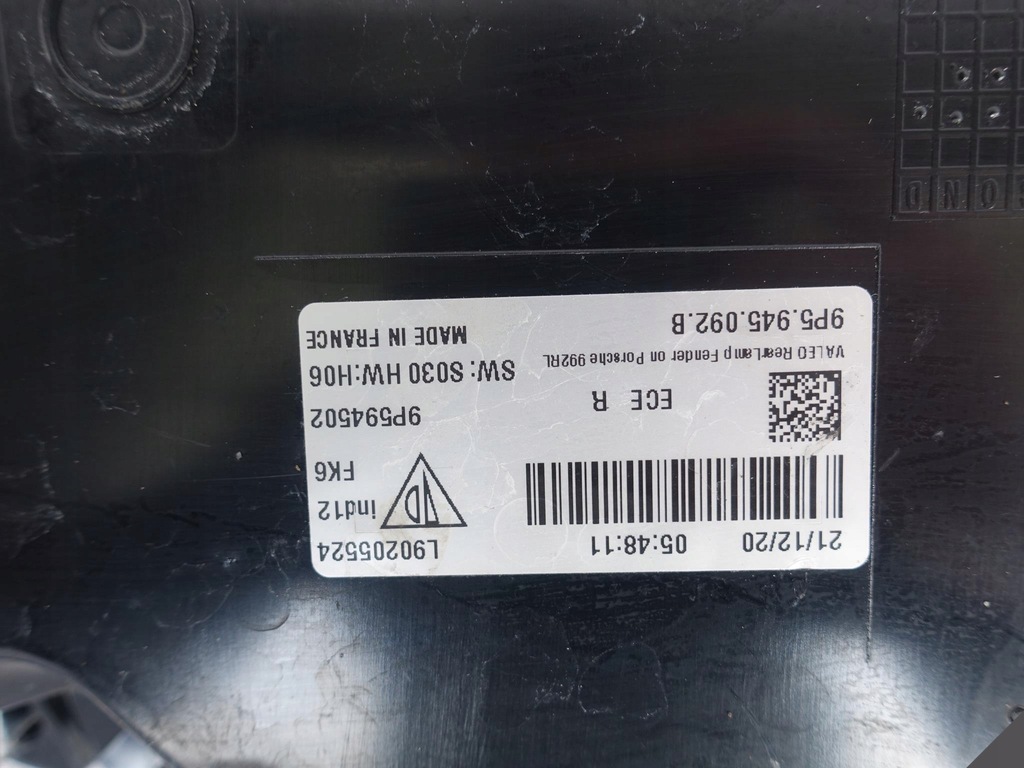 21/12/20 05:48:11 L90205524
ind12
FK6
ECE R 9P594502
VALEO RearLamp Fender on Porsche 992RL SW: S030 HW:H06
9P5.945.092.B MADE IN FRANCE
S O N D